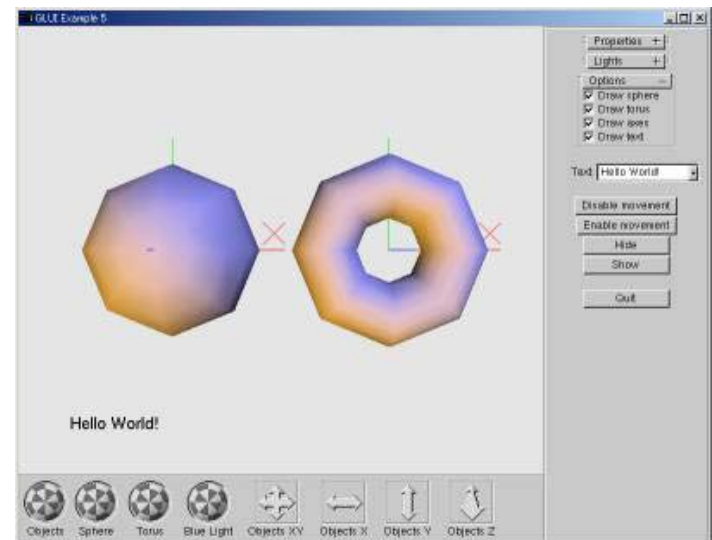 GLUI Example 5
Properties +
Lights +
Options −
Draw sphere
Draw torus
Draw axes
Draw text
Text: Hello World!
Disable movement
Enable movement
Hide
Show
Quit
X X
Hello World!
Objects Sphere Torus Blue Light Objects XY Objects X Objects Y Objects Z